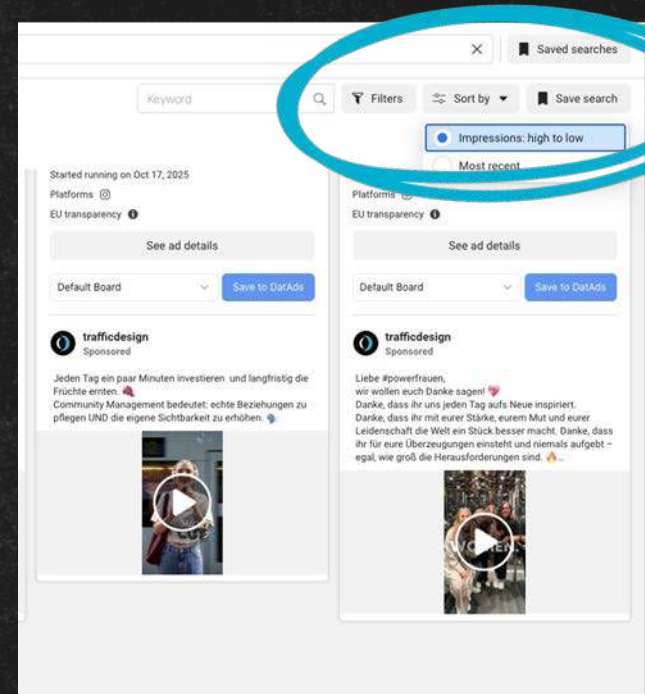 Saved searches
Keyword
Filters
Sort by
Save search
Impressions: high to low
Most recent
Started running on Oct 17, 2025
Platforms
EU transparency
See ad details
Default Board
Save to DatAds
trafficdesign
Sponsored
Jeden Tag ein paar Minuten investieren und langfristig die
Früchte ernten.
Community Management bedeutet: echte Beziehungen zu
pflegen UND die eigene Sichtbarkeit zu erhöhen.
Platforms
EU transparency
See ad details
Default Board
Save to DatAds
trafficdesign
Sponsored
Liebe #powerfrauen,
wir wollen euch Danke sagen!
Danke, dass ihr uns jeden Tag aufs Neue inspiriert.
Danke, dass ihr mit eurer Stärke, eurem Mut und eurer
Leidenschaft die Welt ein Stück besser macht. Danke, dass
ihr für eure Überzeugungen einsteht und niemals aufgebt –
egal, wie groß die Herausforderungen sind. ...
WOMEN.